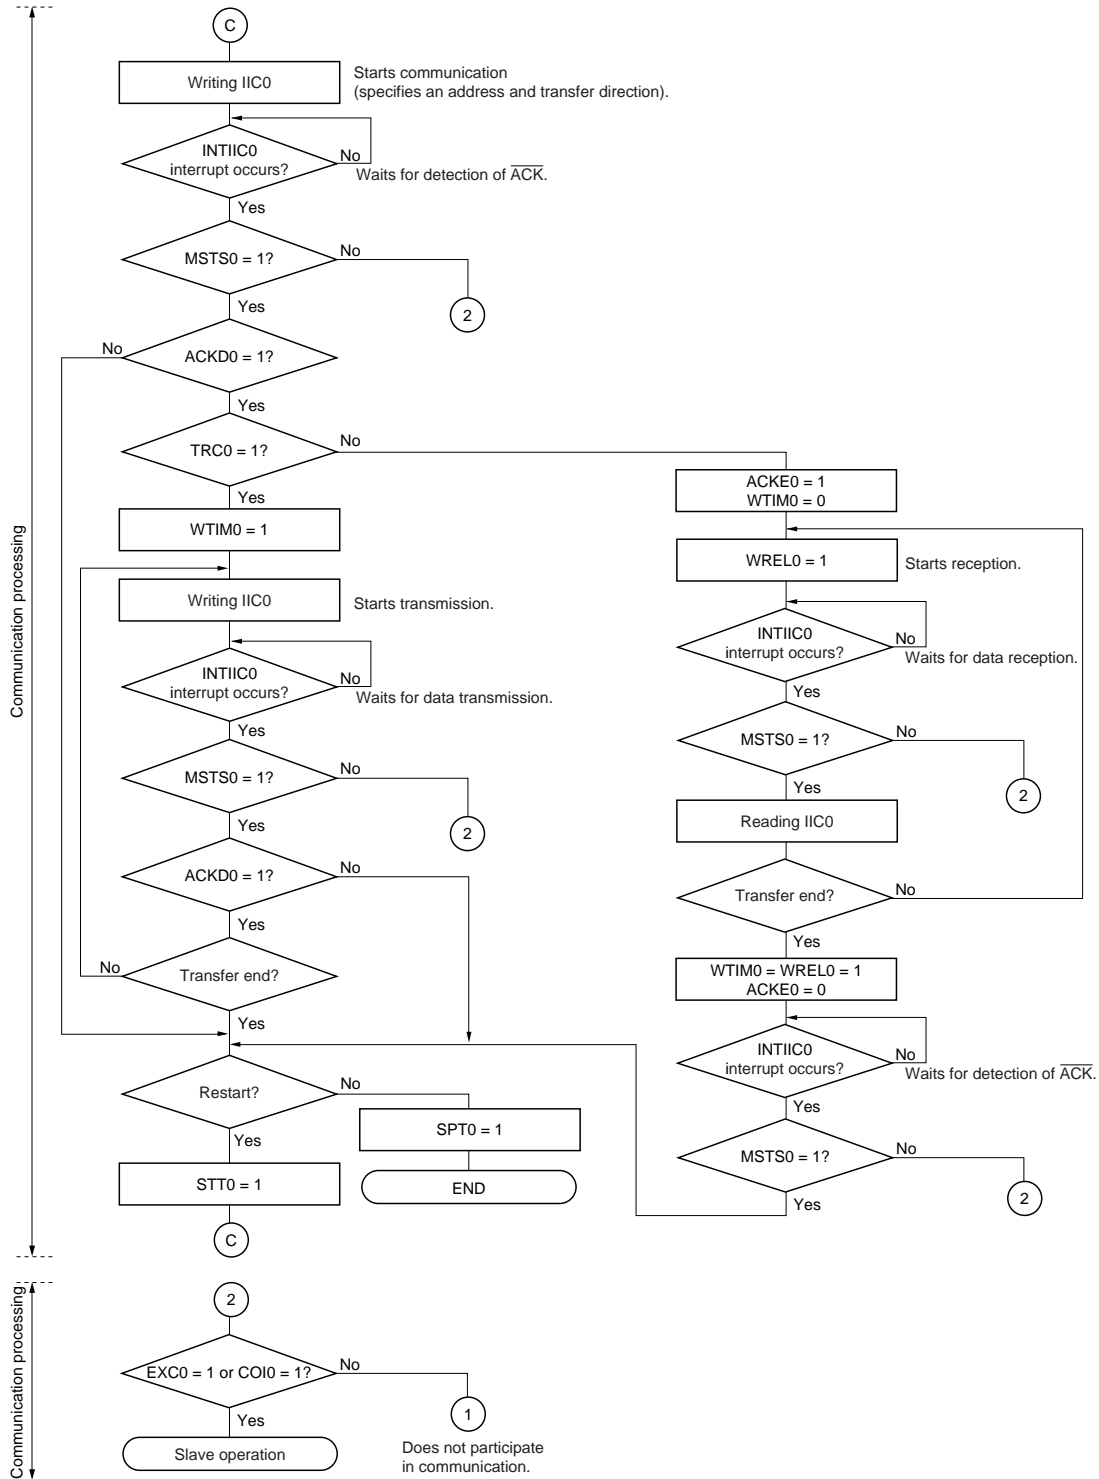 C
Writing IIC0
Starts communication
(specifies an address and transfer direction).
INTIIC0
interrupt occurs?
No
Waits for detection of ACK.
Yes
MSTS0 = 1?
No
2
Yes
No
ACKD0 = 1?
Yes
TRC0 = 1?
No
Yes
WTIM0 = 1
Writing IIC0
Starts transmission.
INTIIC0
interrupt occurs?
No
Waits for data transmission.
Yes
MSTS0 = 1?
No
2
Yes
ACKD0 = 1?
No
Yes
No
Transfer end?
Yes
Restart?
No
SPT0 = 1
END
Yes
STT0 = 1
C
ACKE0 = 1
WTIM0 = 0
WREL0 = 1
Starts reception.
INTIIC0
interrupt occurs?
No
Waits for data reception.
Yes
MSTS0 = 1?
No
2
Yes
Reading IIC0
Transfer end?
No
Yes
WTIM0 = WREL0 = 1
ACKE0 = 0
INTIIC0
interrupt occurs?
No
Waits for detection of ACK.
Yes
MSTS0 = 1?
No
2
Yes
Communication processing
2
EXC0 = 1 or COI0 = 1?
No
1
Does not participate
in communication.
Yes
Slave operation
Communication processing